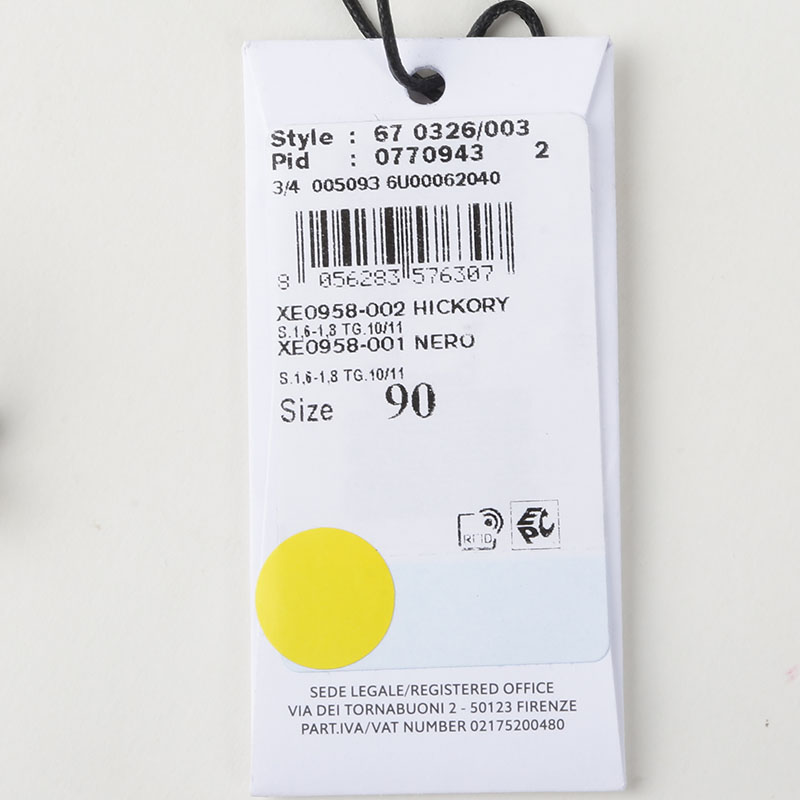 Style : 67 0326/003
Pid : 0770943 2
3/4 005093 6U00062040
8 056283 576307
XE0958-002 HICKORY
S.1,6-1,8 TG.10/11
XE0958-001 NERO
S.1,6-1,8 TG.10/11
Size 90
RFID
EPC
SEDE LEGALE/REGISTERED OFFICE
VIA DEI TORNABUONI 2 - 50123 FIRENZE
PART.IVA/VAT NUMBER 02175200480